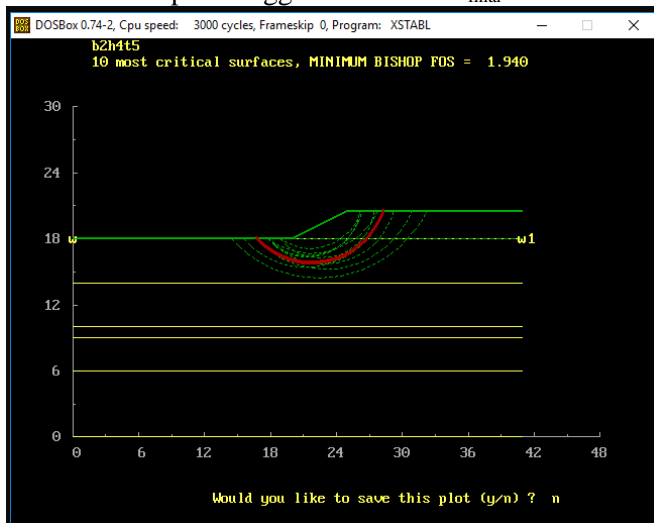 final
DOSBox 0.74-2, Cpu speed: 3000 cycles, Frameskip 0, Program: XSTABL
b2h4t5
10 most critical surfaces, MINIMUM BISHOP FOS = 1.940
30
24
18
w w1
12
6
0
0 6 12 18 24 30 36 42 48
Would you like to save this plot (y/n) ? n